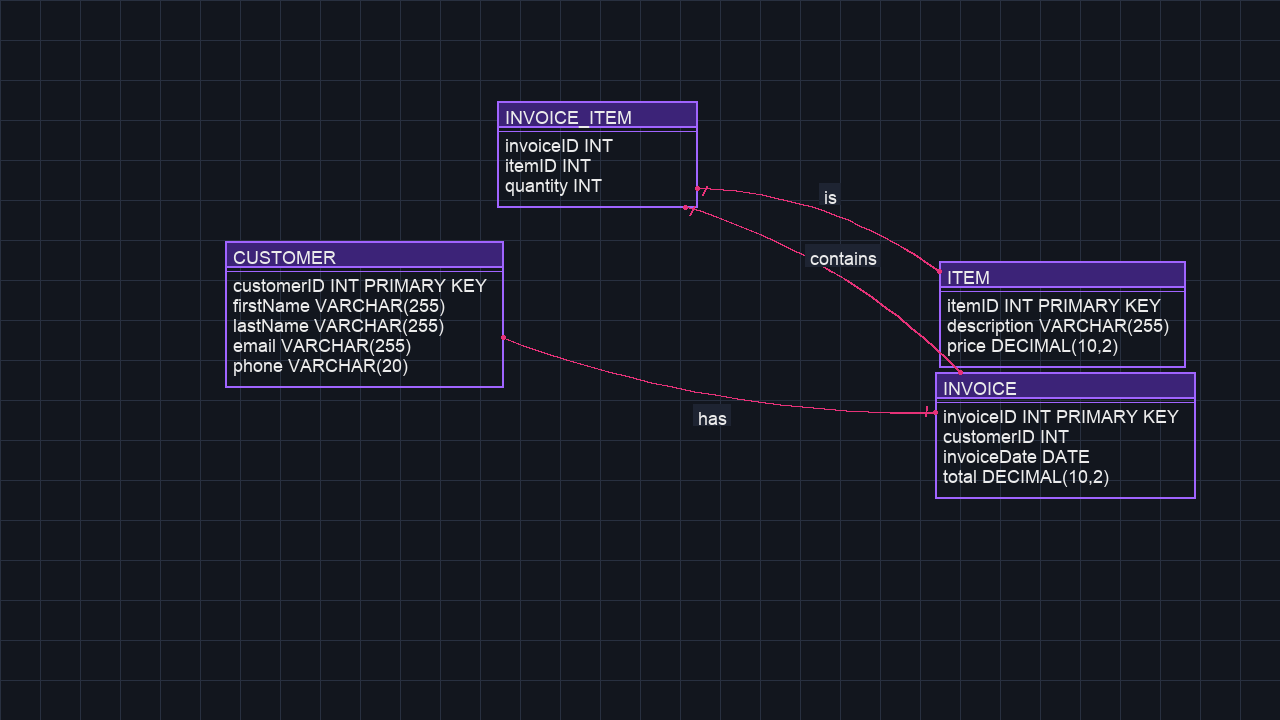 INVOICE_ITEM
invoiceID INT
itemID INT
quantity INT
is
CUSTOMER
customerID INT PRIMARY KEY
firstName VARCHAR(255)
lastName VARCHAR(255)
email VARCHAR(255)
phone VARCHAR(20)
contains
ITEM
itemID INT PRIMARY KEY
description VARCHAR(255)
price DECIMAL(10,2)
has
INVOICE
invoiceID INT PRIMARY KEY
customerID INT
invoiceDate DATE
total DECIMAL(10,2)